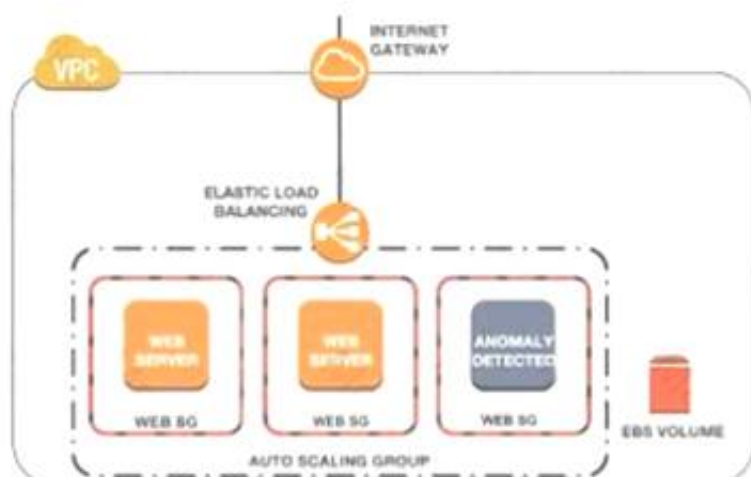 INTERNET
GATEWAY
VPC
ELASTIC LOAD
BALANCING
WEB
SERVER
WEB
SERVER
ANOMALY
DETECTED
WEB SG
WEB SG
WEB SG
EBS VOLUME
AUTO SCALING GROUP